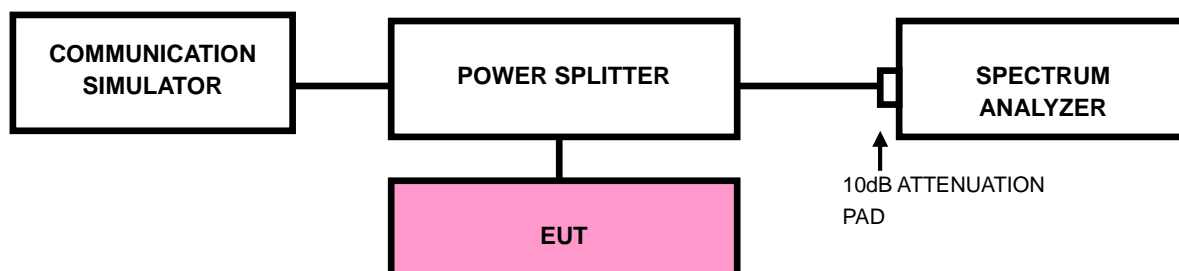 COMMUNICATION
SIMULATOR
POWER SPLITTER
SPECTRUM
ANALYZER
10dB ATTENUATION
PAD
EUT